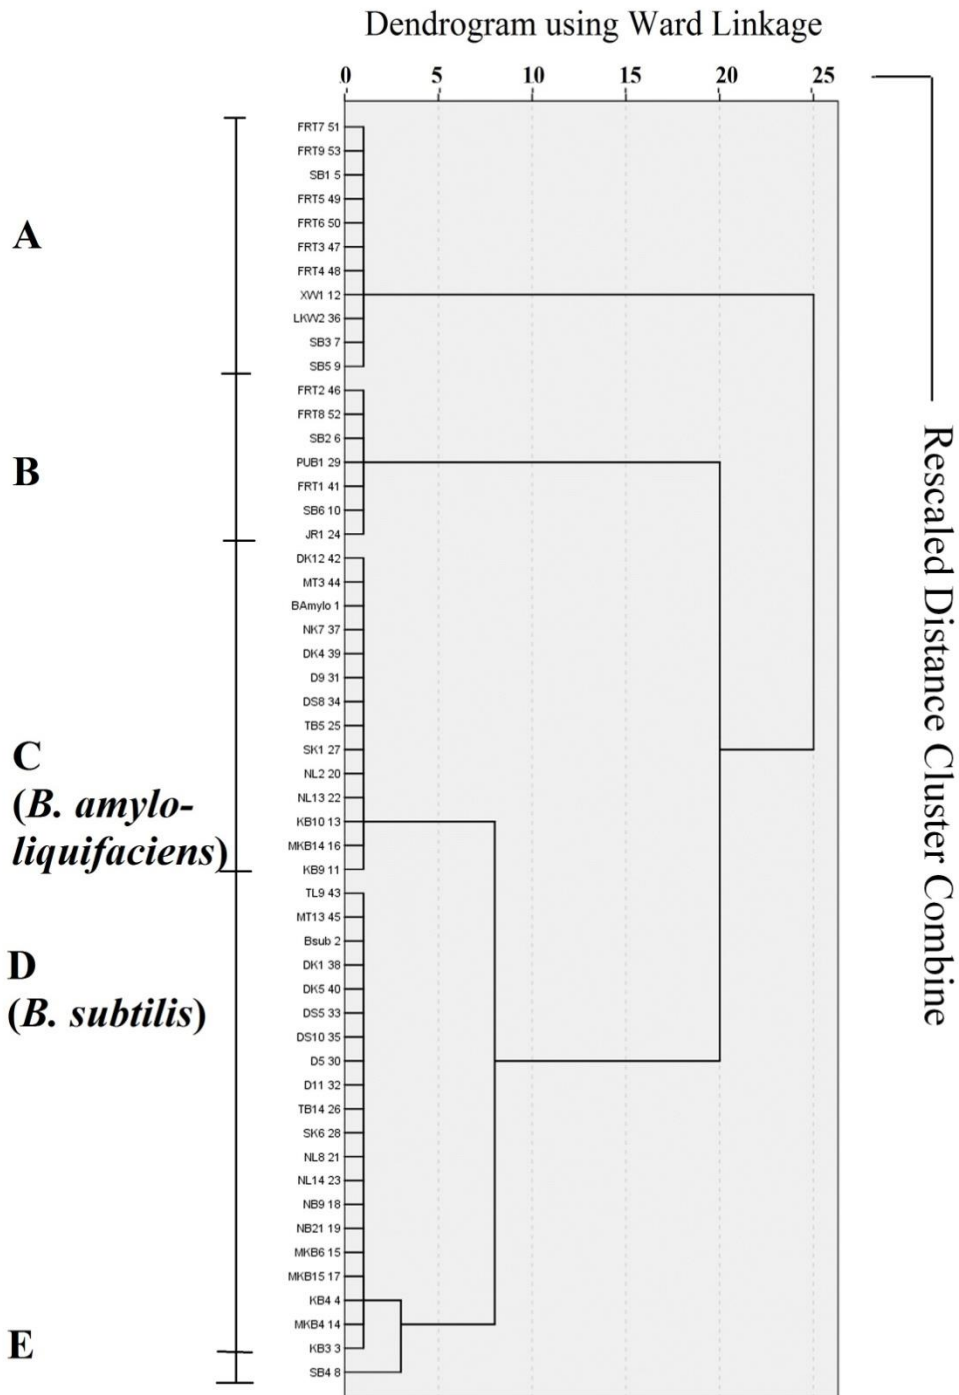 Dendrogram using Ward Linkage
0 5 10 15 20 25
FRT7 51
FRT9 53
SB1 5
FRT5 49
FRT6 50
FRT3 47
FRT4 48
XW1 12
LKW2 36
SB3 7
SB5 9
FRT2 46
FRT8 52
SB2 6
PUB1 29
FRT1 41
SB6 10
JR1 24
DK12 42
MT3 44
BAmylo 1
NK7 37
DK4 39
D9 31
DS8 34
TB5 25
SK1 27
NL2 20
NL13 22
KB10 13
MKB14 16
KB9 11
TL9 43
MT13 45
Bsub 2
DK1 38
DK5 40
DS5 33
DS10 35
D5 30
D11 32
TB14 26
SK6 28
NL8 21
NL14 23
NB9 18
NB21 19
MKB6 15
MKB15 17
KB4 4
MKB4 14
KB3 3
SB4 8
A
B
C
(B. amylo-
liquifaciens)
D
(B. subtilis)
E
Rescaled Distance Cluster Combine